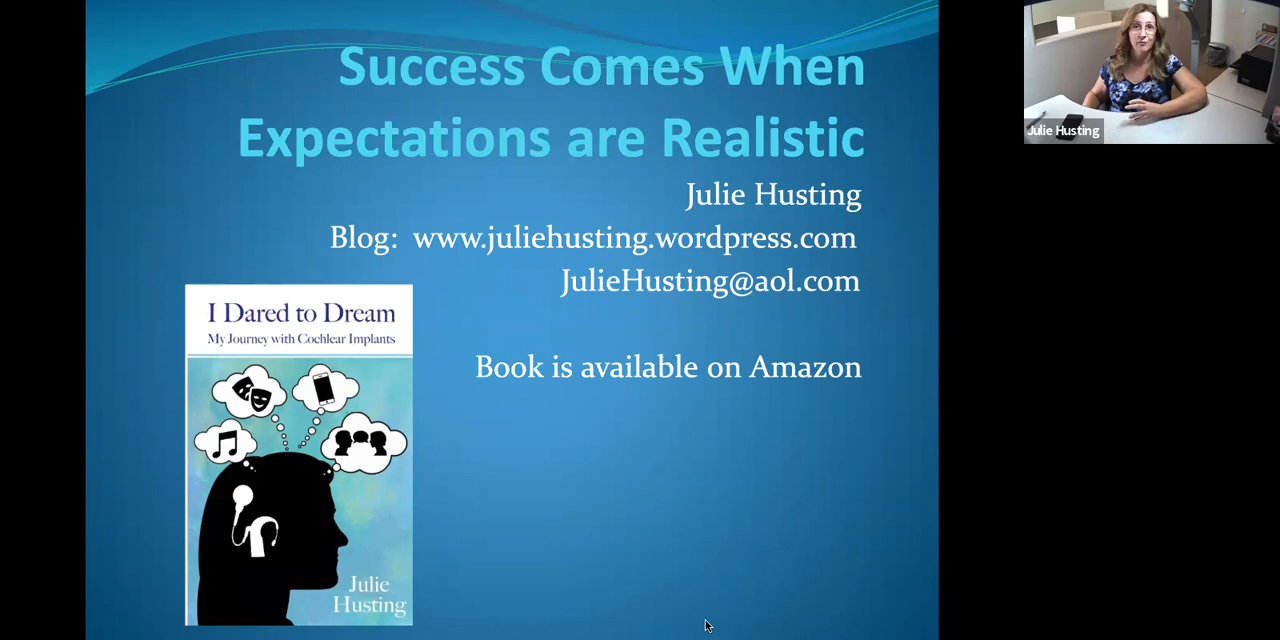 Success Comes When
Expectations are Realistic
Julie Husting
Blog: www.juliehusting.wordpress.com
JulieHusting@aol.com
Book is available on Amazon
I Dared to Dream
My Journey with Cochlear Implants
Julie
Husting
Julie Husting